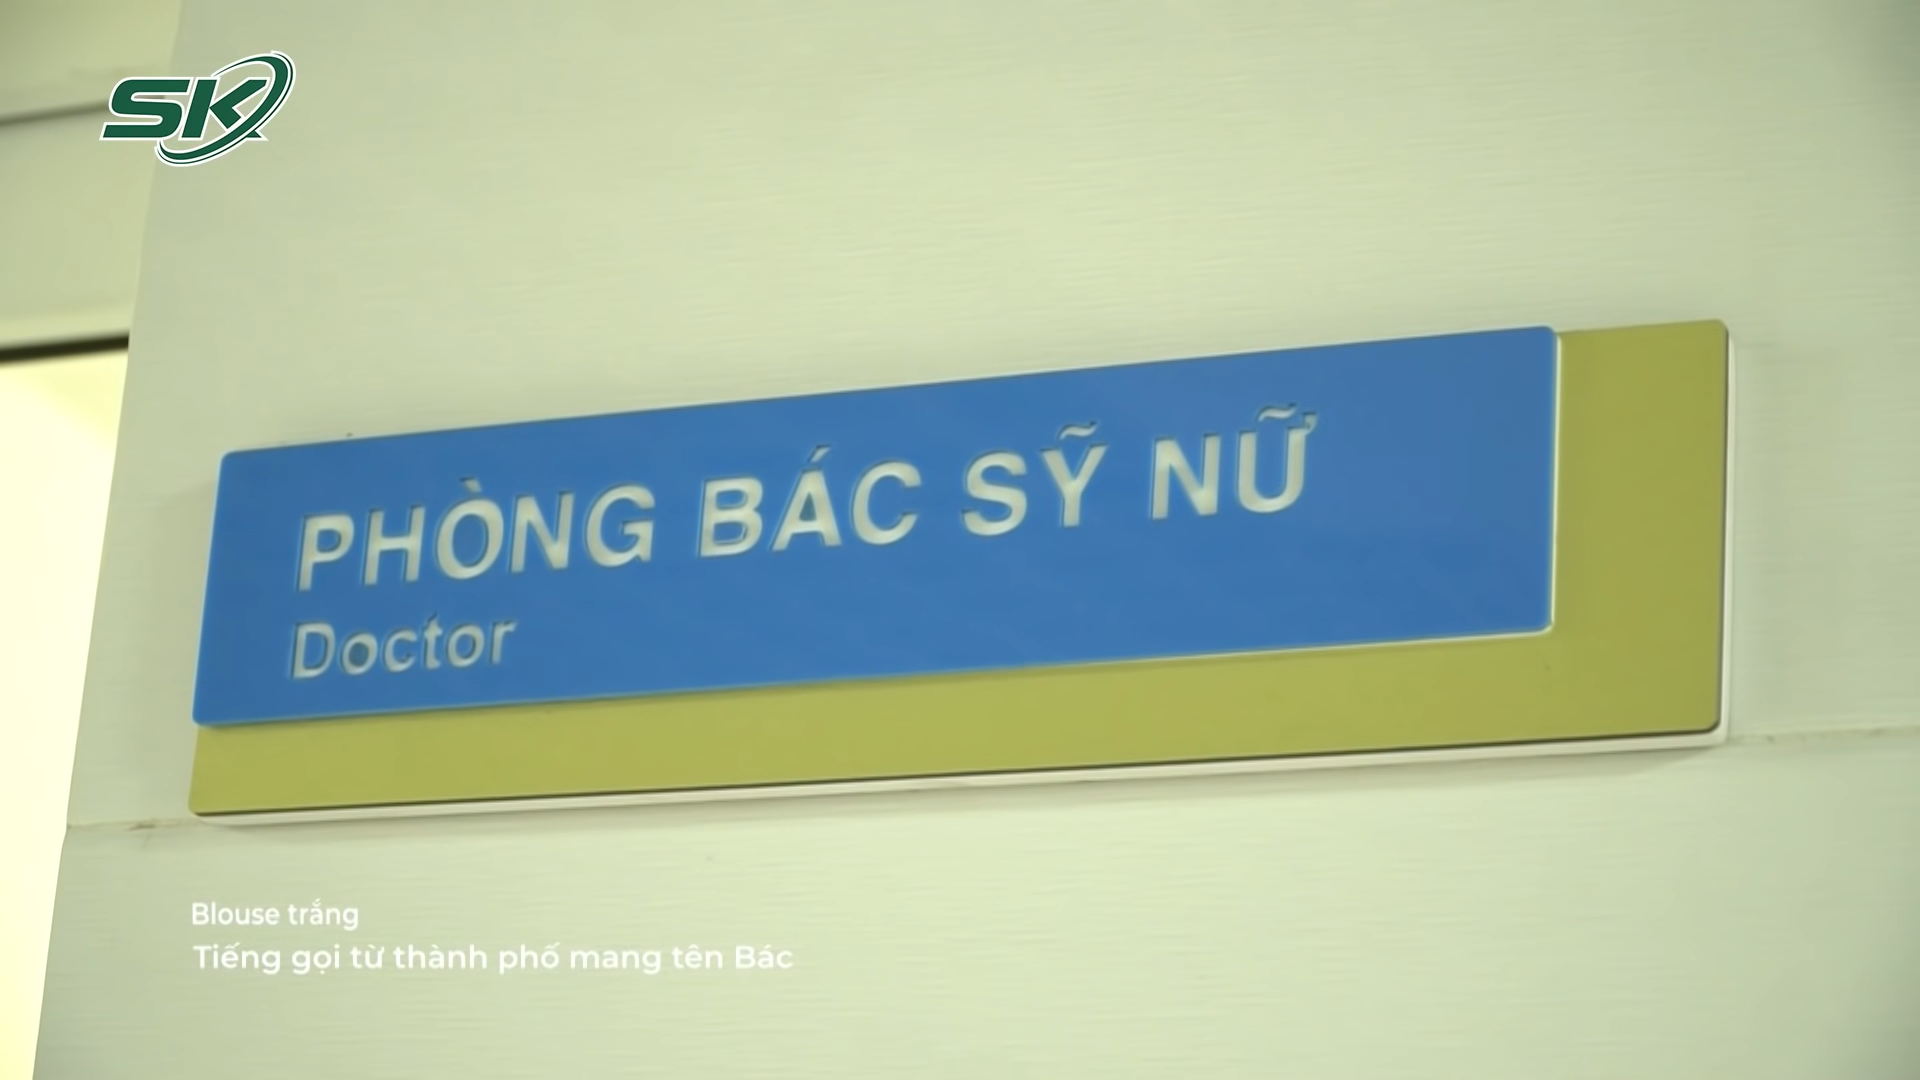 SK
PHÒNG BÁC SỸ NỮ
Doctor
Blouse trắng
Tiếng gọi từ thành phố mang tên Bác